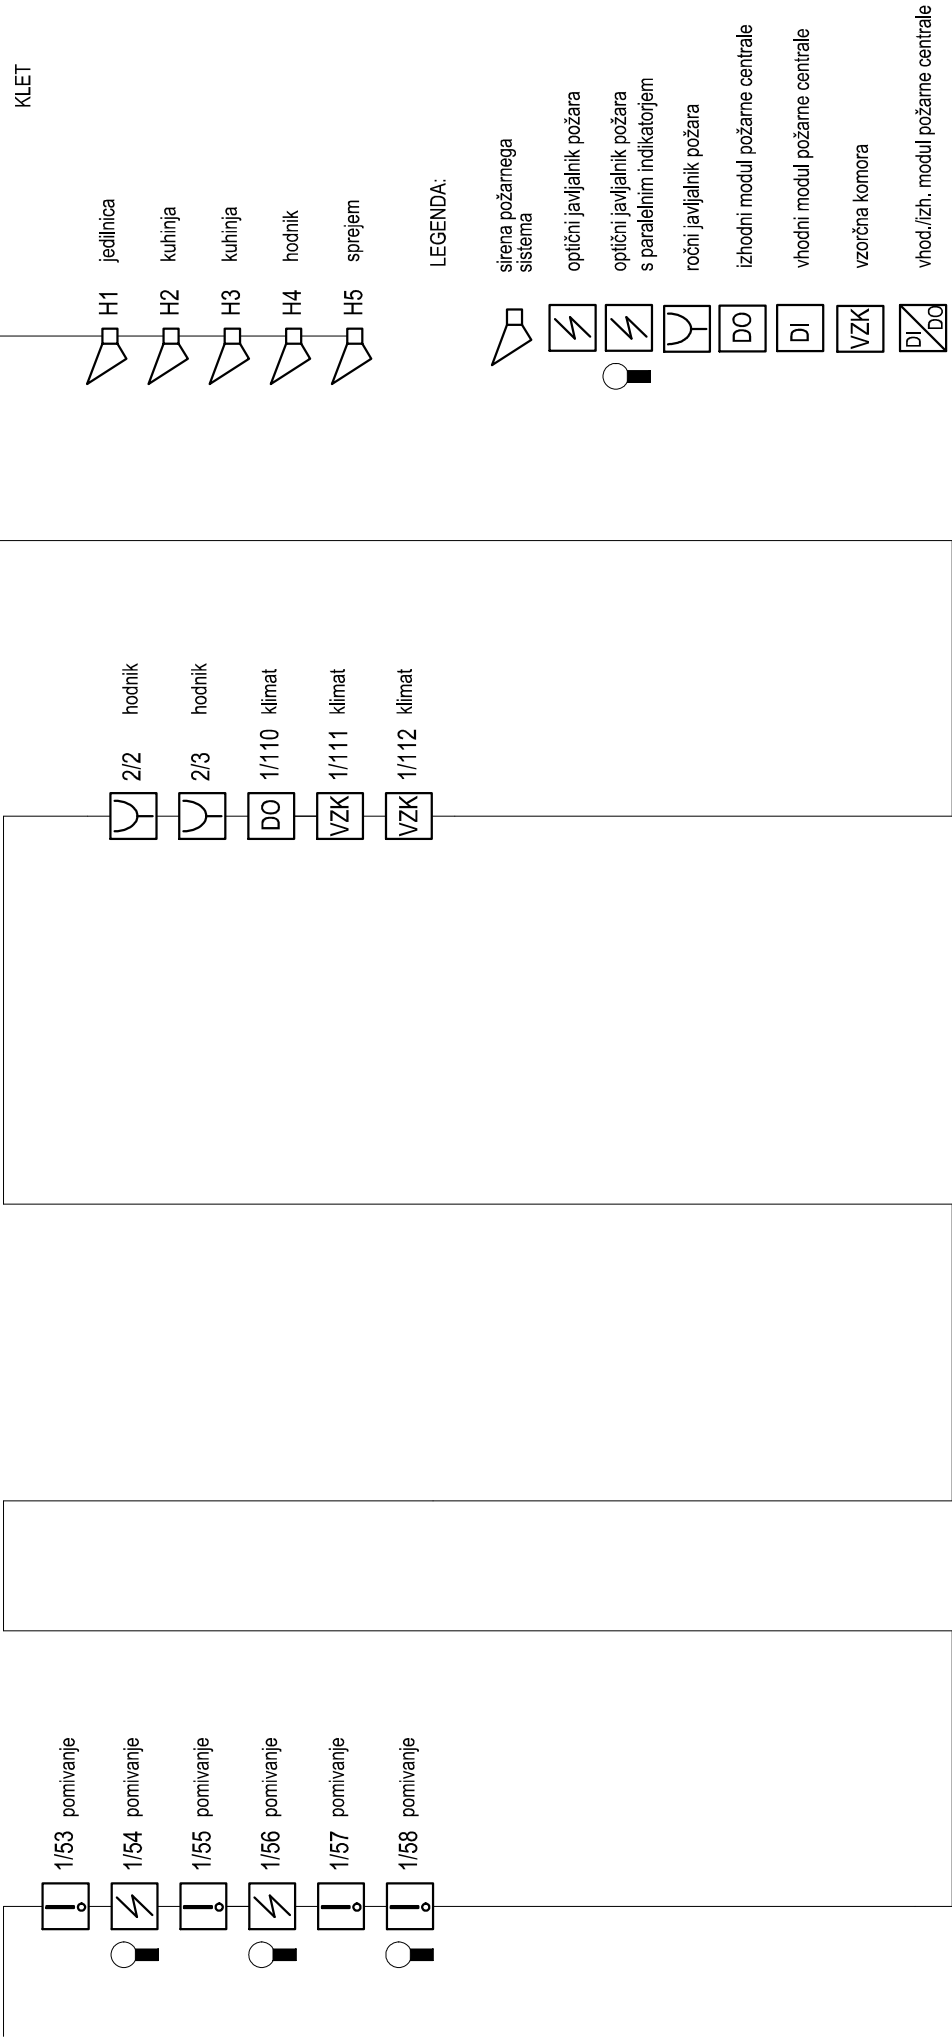 KLET
H1 jedilnica
H2 kuhinja
H3 kuhinja
H4 hodnik
H5 sprejem
LEGENDA:
sirena požarnega
sistema
optični javljalnik požara
optični javljalnik požara
s paralelnim indikatorjem
ročni javljalnik požara
DO izhodni modul požarne centrale
DI vhodni modul požarne centrale
VZK vzorčna komora
DI/DO vhod./izh. modul požarne centrale
2/2 hodnik
2/3 hodnik
DO 1/110 klimat
VZK 1/111 klimat
VZK 1/112 klimat
1/53 pomivanje
1/54 pomivanje
1/55 pomivanje
1/56 pomivanje
1/57 pomivanje
1/58 pomivanje